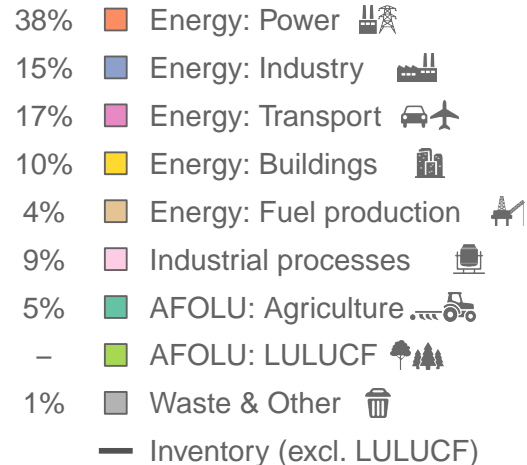 38% Energy: Power
15% Energy: Industry
17% Energy: Transport
10% Energy: Buildings
4% Energy: Fuel production
9% Industrial processes
5% AFOLU: Agriculture
– AFOLU: LULUCF
1% Waste & Other
Inventory (excl. LULUCF)